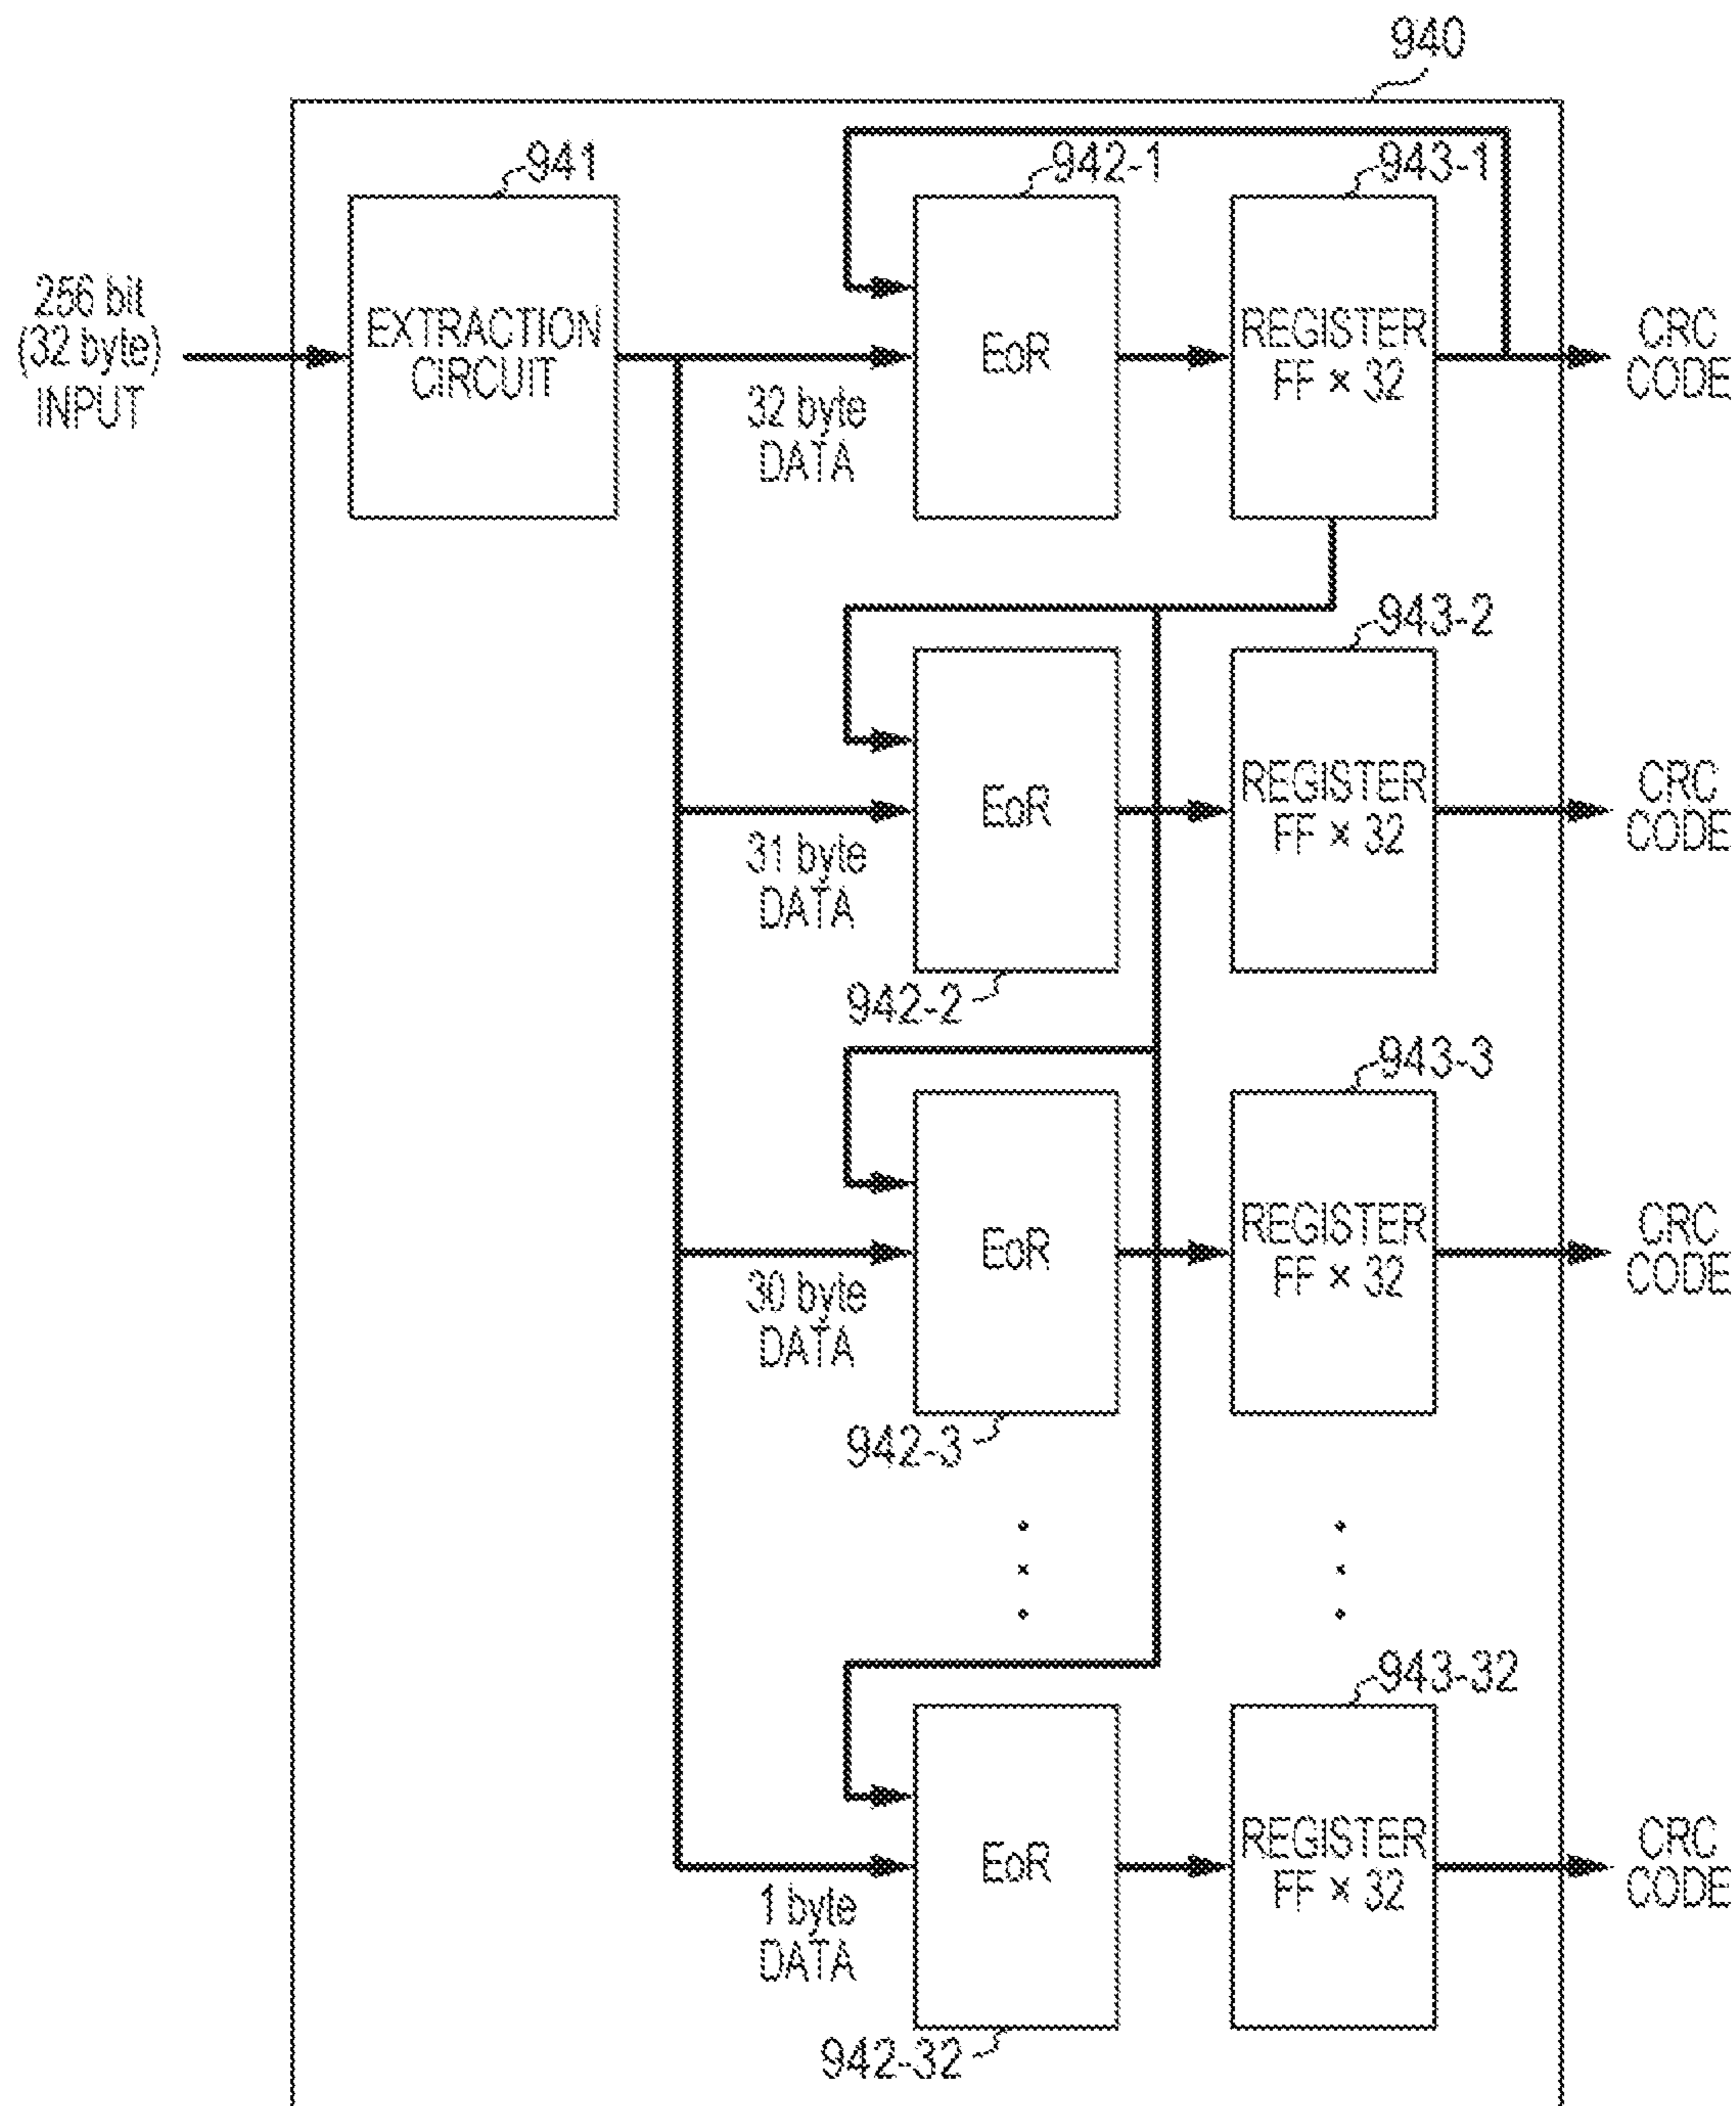 940
941
942-1
943-1
256 bit
(32 byte)
INPUT
EXTRACTION
CIRCUIT
32 byte
DATA
EoR
REGISTER
FF × 32
CRC
CODE
943-2
31 byte
DATA
EoR
REGISTER
FF × 32
CRC
CODE
942-2
943-3
30 byte
DATA
EoR
REGISTER
FF × 32
CRC
CODE
942-3
943-32
1 byte
DATA
EoR
REGISTER
FF × 32
CRC
CODE
942-32